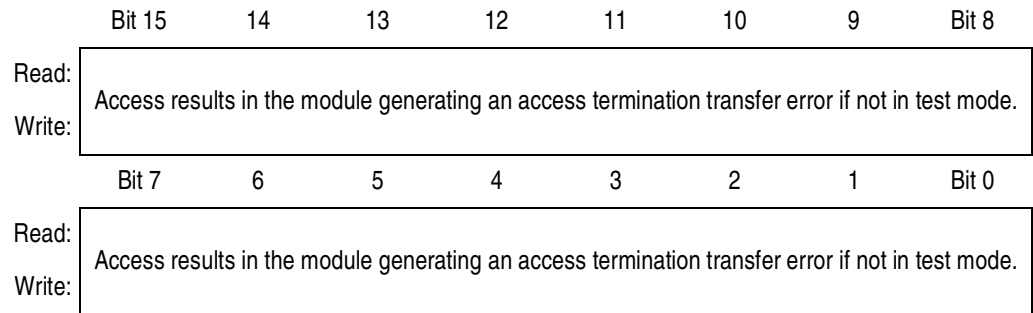 Bit 15 14 13 12 11 10 9 Bit 8
Read:
Access results in the module generating an access termination transfer error if not in test mode.
Write:
Bit 7 6 5 4 3 2 1 Bit 0
Read:
Access results in the module generating an access termination transfer error if not in test mode.
Write: